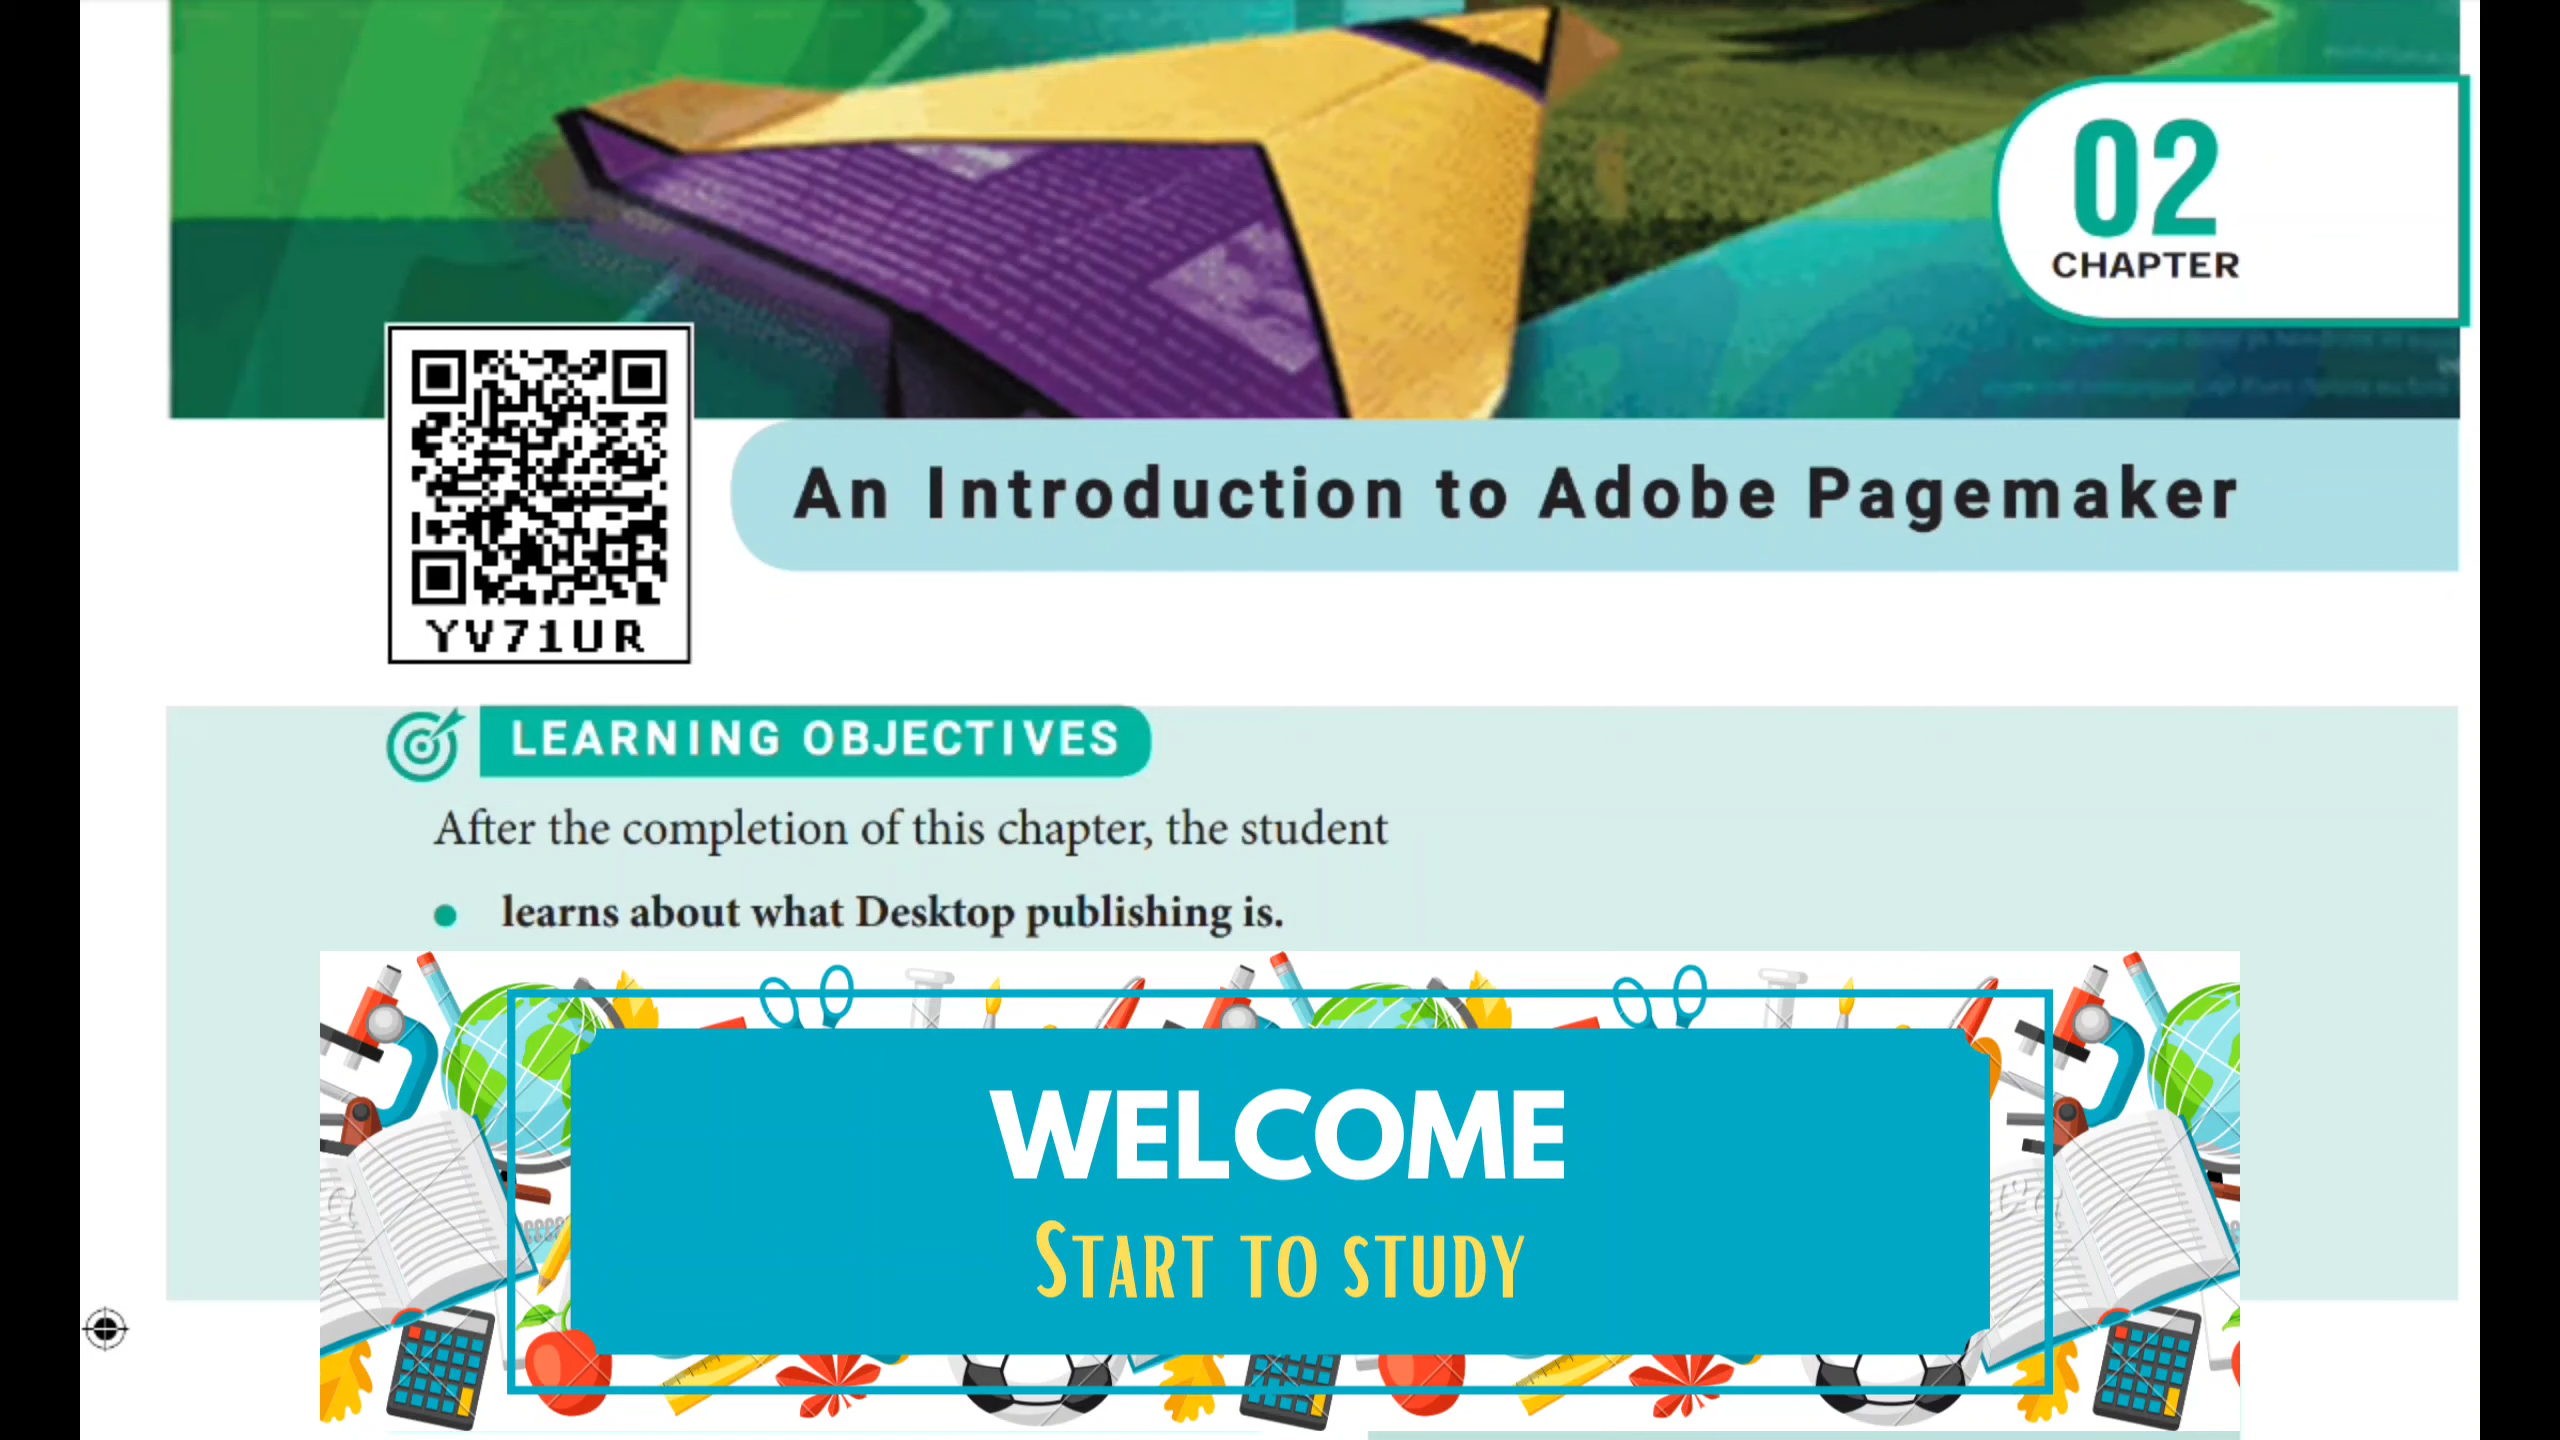 02
CHAPTER
An Introduction to Adobe Pagemaker
YV71UR
LEARNING OBJECTIVES
After the completion of this chapter, the student
• learns about what Desktop publishing is.
WELCOME
START TO STUDY